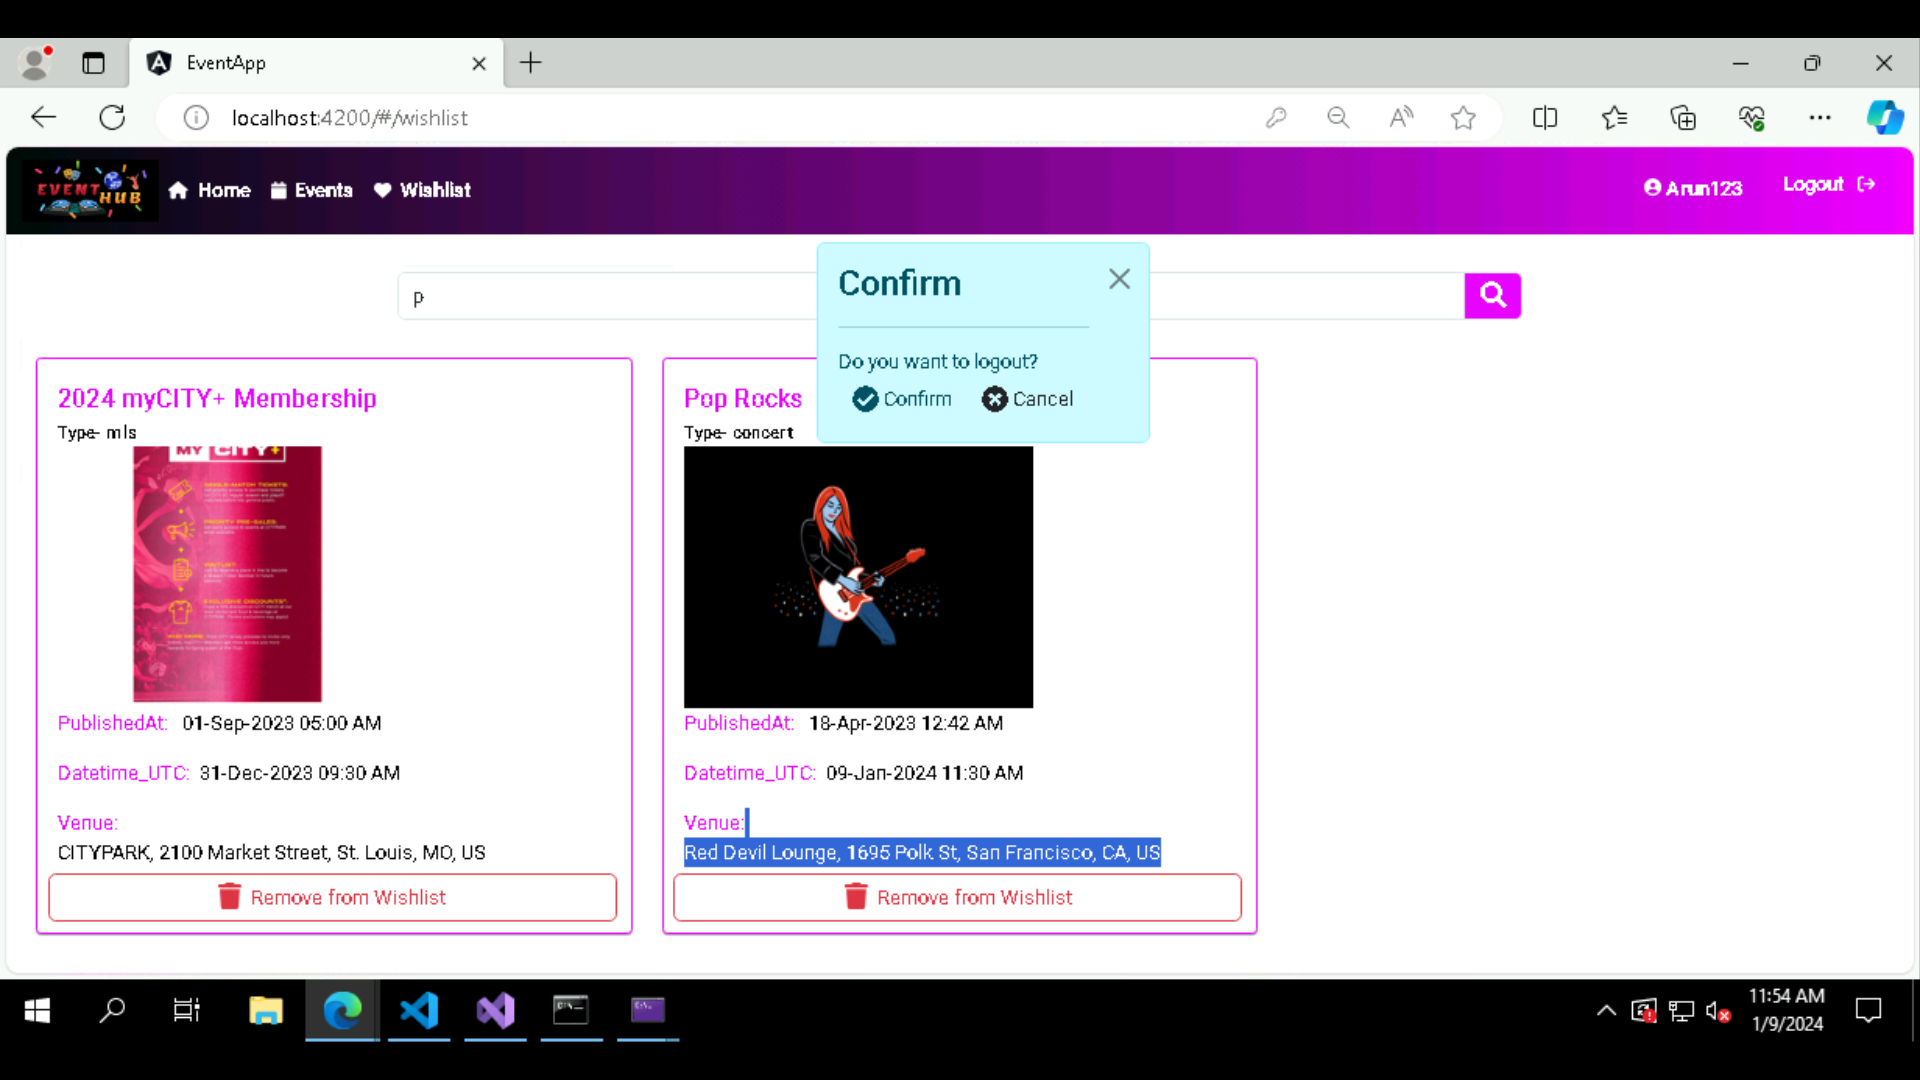 EventApp
localhost:4200/#/wishlist
EVENT HUB
Home Events Wishlist
Arun123 Logout
p
Confirm
Do you want to logout?
Confirm Cancel
2024 myCITY+ Membership
Type- mls
MY CITY+
PublishedAt: 01-Sep-2023 05:00 AM
Datetime_UTC: 31-Dec-2023 09:30 AM
Venue:
CITYPARK, 2100 Market Street, St. Louis, MO, US
Remove from Wishlist
Pop Rocks
Type- concert
PublishedAt: 18-Apr-2023 12:42 AM
Datetime_UTC: 09-Jan-2024 11:30 AM
Venue:
Red Devil Lounge, 1695 Polk St, San Francisco, CA, US
Remove from Wishlist
11:54 AM
1/9/2024